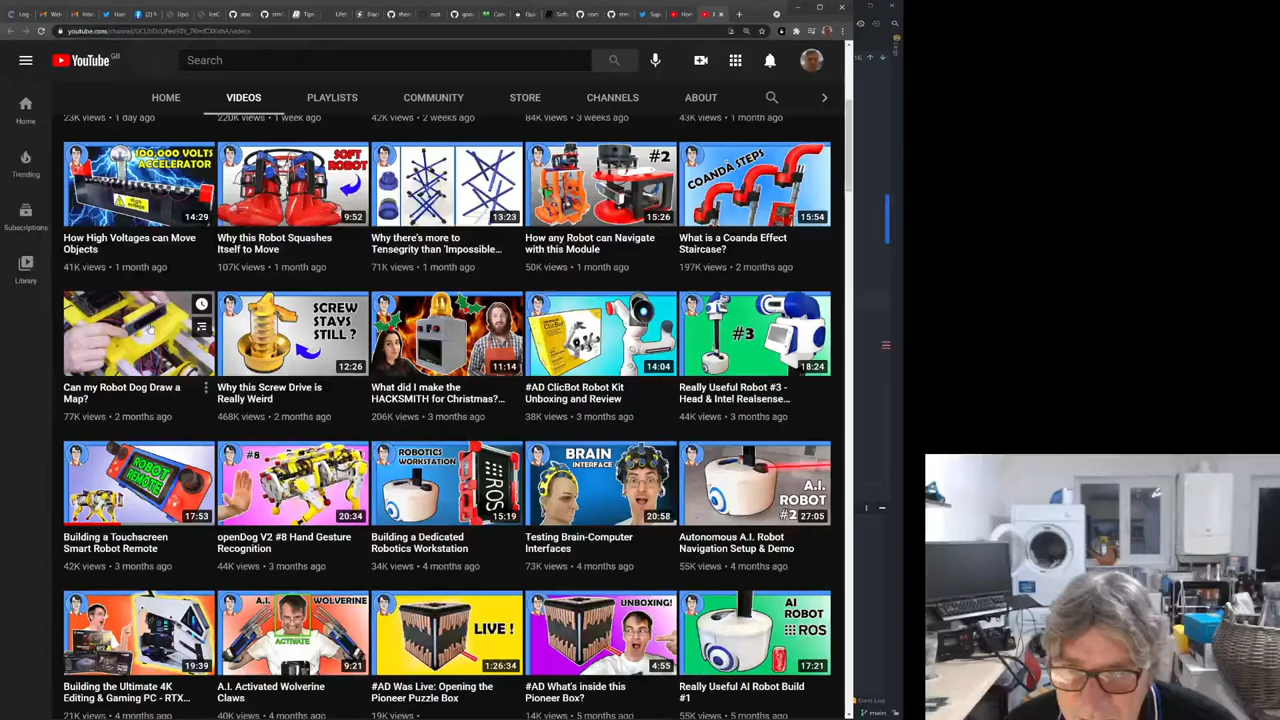 youtube.com/channel/
YouTube GB
Search
HOME VIDEOS PLAYLISTS COMMUNITY STORE CHANNELS ABOUT
23K views • 1 day ago
220K views • 1 week ago
42K views • 2 weeks ago
84K views • 3 weeks ago
43K views • 1 month ago
Home
Trending
Subscriptions
Library
100,000 VOLTS
ACCELERATOR
14:29
SOFT
ROBOT
9:52
13:23
#2
15:26
COANDA STEPS
15:54
How High Voltages can Move
Objects
41K views • 1 month ago
Why this Robot Squashes
Itself to Move
107K views • 1 month ago
Why there's more to
Tensegrity than 'Impossible...
71K views • 1 month ago
How any Robot can Navigate
with this Module
50K views • 1 month ago
What is a Coanda Effect
Staircase?
197K views • 2 months ago
SCREW
STAYS
STILL ?
12:26
11:14
ClicBot
14:04
#3
18:24
Can my Robot Dog Draw a
Map?
77K views • 2 months ago
Why this Screw Drive is
Really Weird
468K views • 2 months ago
What did I make the
HACKSMITH for Christmas?...
206K views • 3 months ago
#AD ClicBot Robot Kit
Unboxing and Review
38K views • 3 months ago
Really Useful Robot #3 -
Head & Intel Realsense...
44K views • 3 months ago
ROBOT
REMOTE
17:53
#8
20:34
ROBOTICS
WORKSTATION
ROS
15:19
BRAIN
INTERFACE
20:58
A.I.
ROBOT
#2
27:05
Building a Touchscreen
Smart Robot Remote
42K views • 3 months ago
openDog V2 #8 Hand Gesture
Recognition
44K views • 3 months ago
Building a Dedicated
Robotics Workstation
34K views • 4 months ago
Testing Brain-Computer
Interfaces
73K views • 4 months ago
Autonomous A.I. Robot
Navigation Setup & Demo
55K views • 4 months ago
19:39
A.I. WOLVERINE
ACTIVATE
9:21
LIVE !
1:26:34
UNBOXING!
4:55
AI
ROBOT
ROS
17:21
Building the Ultimate 4K
Editing & Gaming PC - RTX...
A.I. Activated Wolverine
Claws
#AD Was Live: Opening the
Pioneer Puzzle Box
#AD What's inside this
Pioneer Box?
Really Useful AI Robot Build
#1
Event Log
main